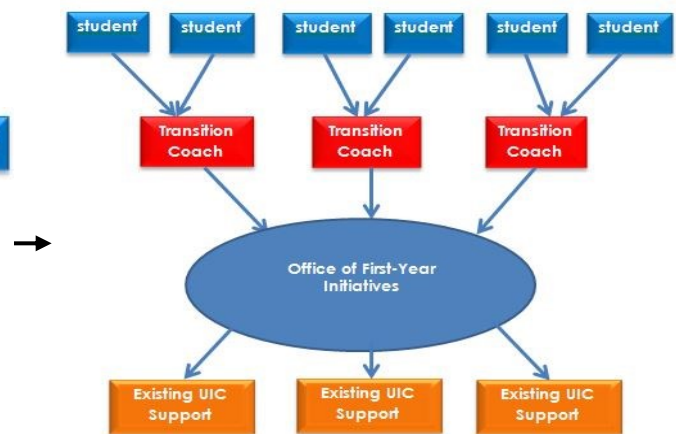 student
student
student
student
student
student
Transition
Coach
Transition
Coach
Transition
Coach
Office of First-Year
Initiatives
Existing UIC
Support
Existing UIC
Support
Existing UIC
Support